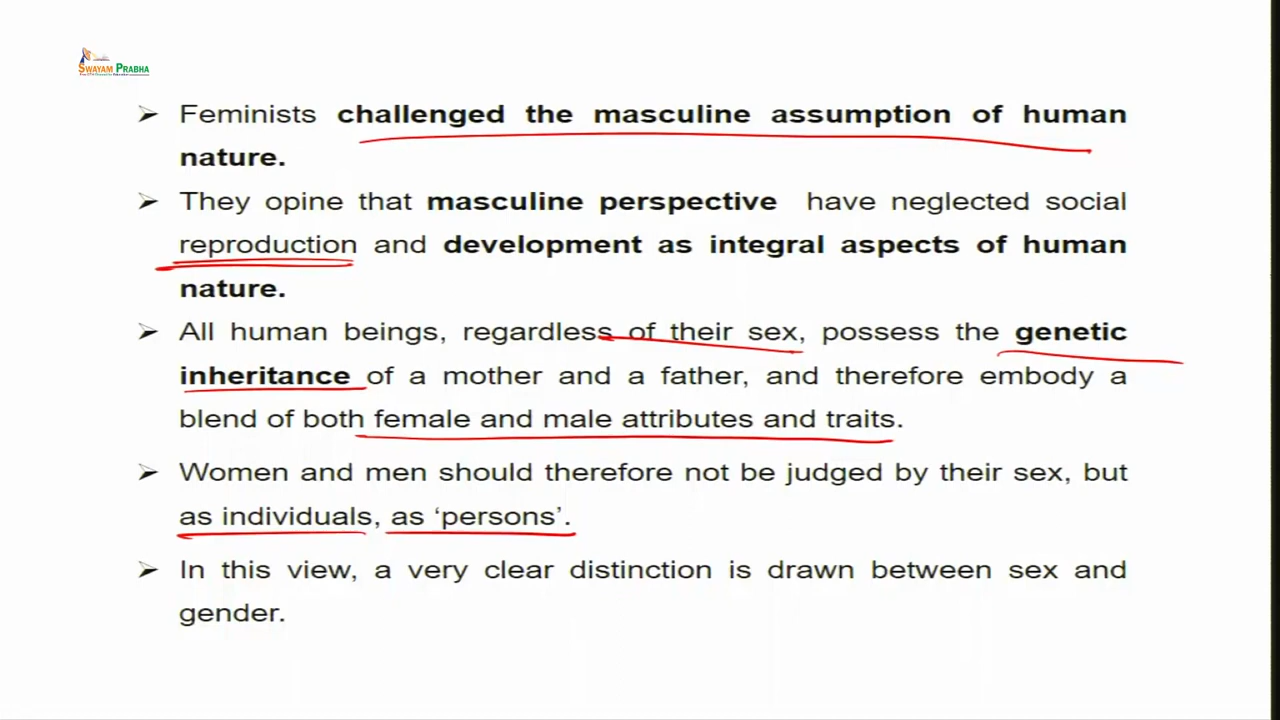 SWAYAM PRABHA
➢ Feminists challenged the masculine assumption of human
nature.
➢ They opine that masculine perspective have neglected social
reproduction and development as integral aspects of human
nature.
➢ All human beings, regardless of their sex, possess the genetic
inheritance of a mother and a father, and therefore embody a
blend of both female and male attributes and traits.
➢ Women and men should therefore not be judged by their sex, but
as individuals, as ‘persons’.
➢ In this view, a very clear distinction is drawn between sex and
gender.